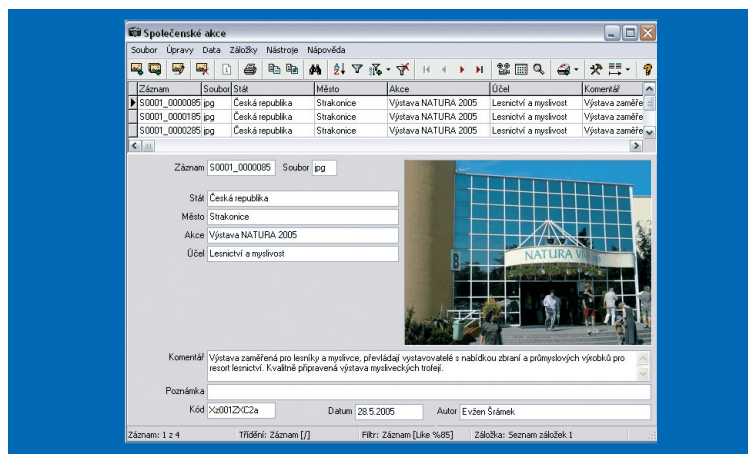 Společenské akce
Soubor Úpravy Data Záložky Nástroje Nápověda
Záznam Soubor Stát Město Akce Účel Komentář
S0001_0000085 jpg Česká republika Strakonice Výstava NATURA 2005 Lesnictví a myslivost Výstava zaměře
S0001_0000185 jpg Česká republika Strakonice Výstava NATURA 2005 Lesnictví a myslivost Výstava zaměře
S0001_0000285 jpg Česká republika Strakonice Výstava NATURA 2005 Lesnictví a myslivost Výstava zaměře
Záznam S0001_0000085 Soubor jpg
Stát Česká republika
Město Strakonice
Akce Výstava NATURA 2005
Účel Lesnictví a myslivost
B
NATURA
Komentář Výstava zaměřená pro lesníky a myslivce, převládají vystavovatelé s nabídkou zbraní a průmyslových výrobků pro
resort lesnictví. Kvalitně připravená výstava mysliveckých trofejí.
Poznámka
Kód Xz001ZXC2a Datum 28.5.2005 Autor Evžen Šrámek
Záznam: 1 z 4 Třídění: Záznam [/] Filtr: Záznam [Like %85] Záložka: Seznam záložek 1